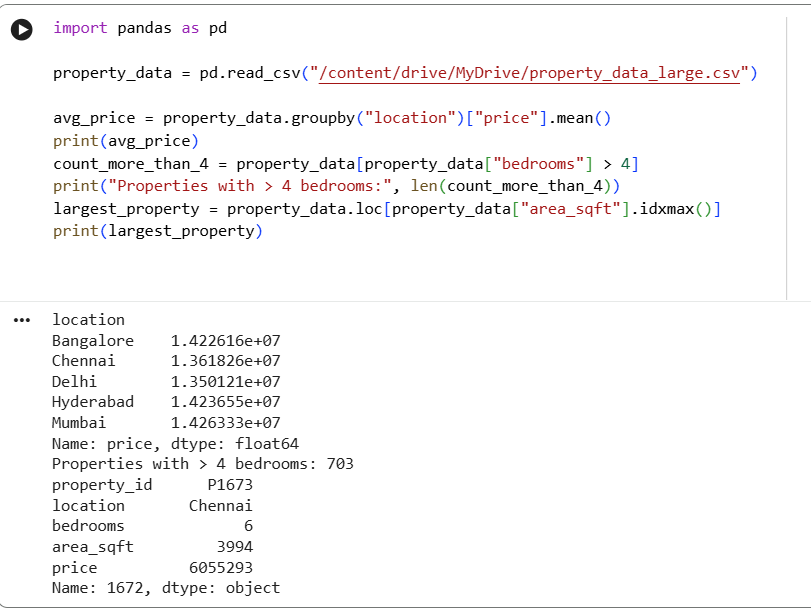 import pandas as pd
property_data = pd.read_csv("/content/drive/MyDrive/property_data_large.csv")
avg_price = property_data.groupby("location")["price"].mean()
print(avg_price)
count_more_than_4 = property_data[property_data["bedrooms"] > 4]
print("Properties with > 4 bedrooms:", len(count_more_than_4))
largest_property = property_data.loc[property_data["area_sqft"].idxmax()]
print(largest_property)
location
Bangalore    1.422616e+07
Chennai      1.361826e+07
Delhi        1.350121e+07
Hyderabad    1.423655e+07
Mumbai       1.426333e+07
Name: price, dtype: float64
Properties with > 4 bedrooms: 703
property_id      P1673
location       Chennai
bedrooms             6
area_sqft         3994
price          6055293
Name: 1672, dtype: object